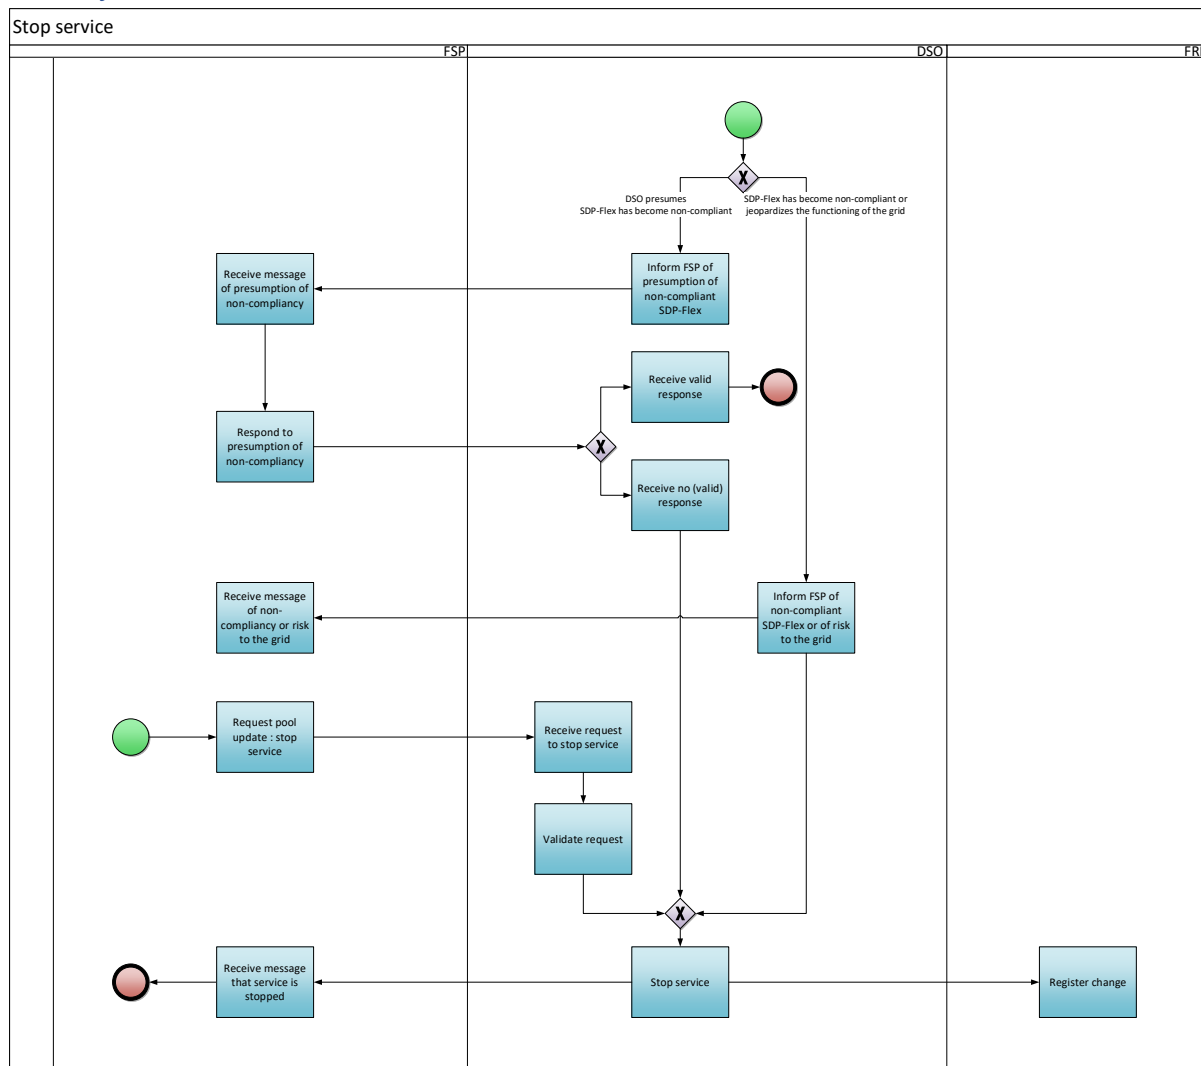 Stop service
FSP
DSO
FR
X
DSO presumes
SDP-Flex has become non-compliant
SDP-Flex has become non-compliant or
jeopardizes the functioning of the grid
Receive message
of presumption of
non-compliancy
Inform FSP of
presumption of
non-compliant
SDP-Flex
Receive valid
response
Respond to
presumption of
non-compliancy
X
Receive no (valid)
response
Receive message
of non-
compliancy or risk
to the grid
Inform FSP of
non-compliant
SDP-Flex or of risk
to the grid
Request pool
update : stop
service
Receive request
to stop service
Validate request
X
Receive message
that service is
stopped
Stop service
Register change